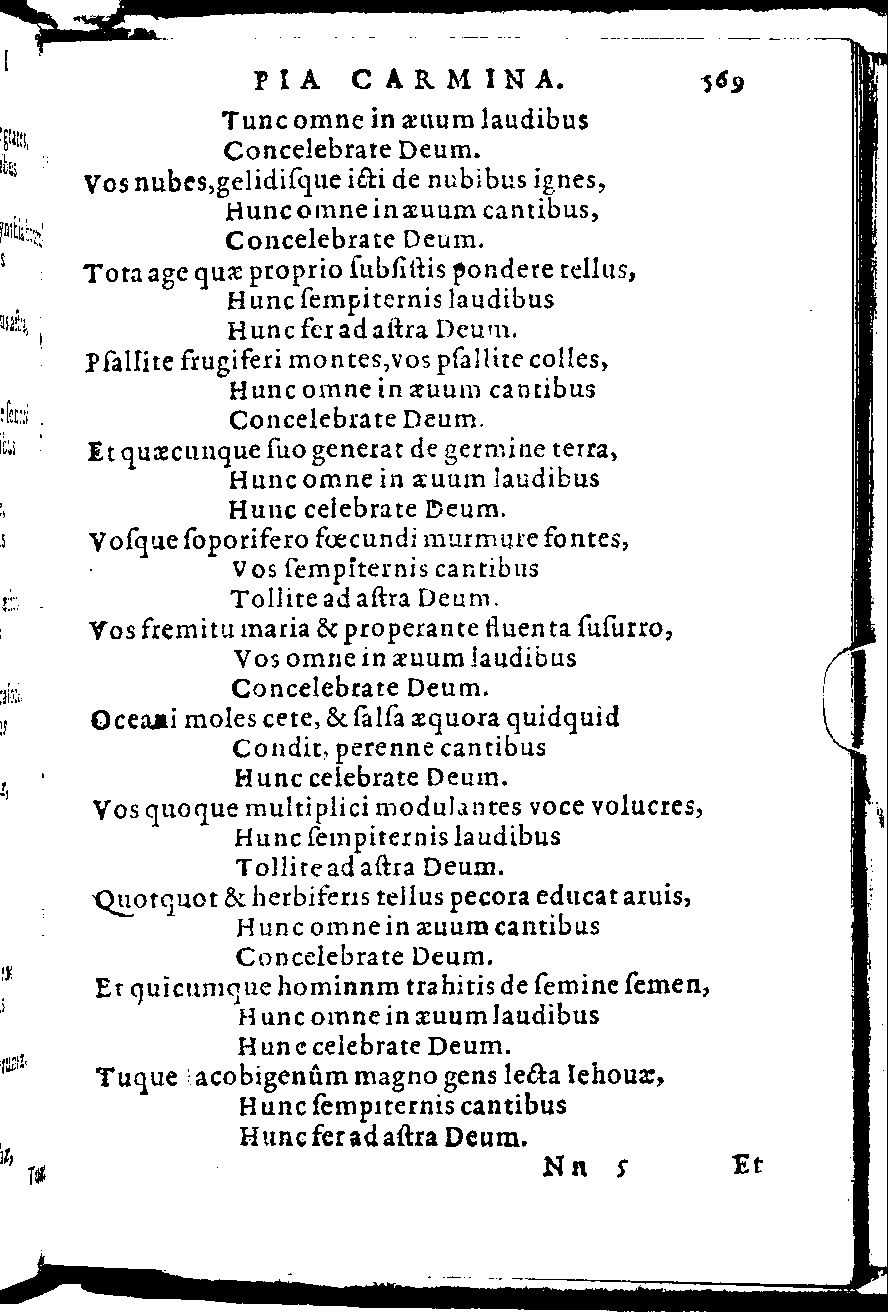 PIA CARMINA. 569
Tunc omne in æuum laudibus
Concelebrate Deum.
Vos nubes, gelidiſque icti de nubibus ignes,
Hunc omne in æuum cantibus,
Concelebrate Deum.
Tota age quæ proprio ſubſiſtis pondere tellus,
Hunc ſempiternis laudibus
Hunc fer ad aſtra Deum.
Pſallite frugiferi montes, vos pſallite colles,
Hunc omne in æuum cantibus
Concelebrate Deum.
Et quæcunque ſuo generat de germine terra,
Hunc omne in æuum laudibus
Hunc celebrate Deum.
Voſque ſoporifero fœcundi murmure fontes,
Vos ſempiternis cantibus
Tollite ad aſtra Deum.
Vos fremitu maria & properante fluenta ſuſurro,
Vos omne in æuum laudibus
Concelebrate Deum.
Oceani moles cete, & ſalſa æquora quidquid
Condit, perenne cantibus
Hunc celebrate Deum.
Vos quoque multiplici modulantes voce volucres,
Hunc ſempiternis laudibus
Tollite ad aſtra Deum.
Quotquot & herbiferis tellus pecora educat aruis,
Hunc omne in æuum cantibus
Concelebrate Deum.
Et quicumque hominnm trahitis de ſemine ſemen,
Hunc omne in æuum laudibus
Hunc celebrate Deum.
Tuque Iacobigenûm magno gens lecta Iehouæ,
Hunc ſempiternis cantibus
Hunc fer ad aſtra Deum.
Nn 5 Et